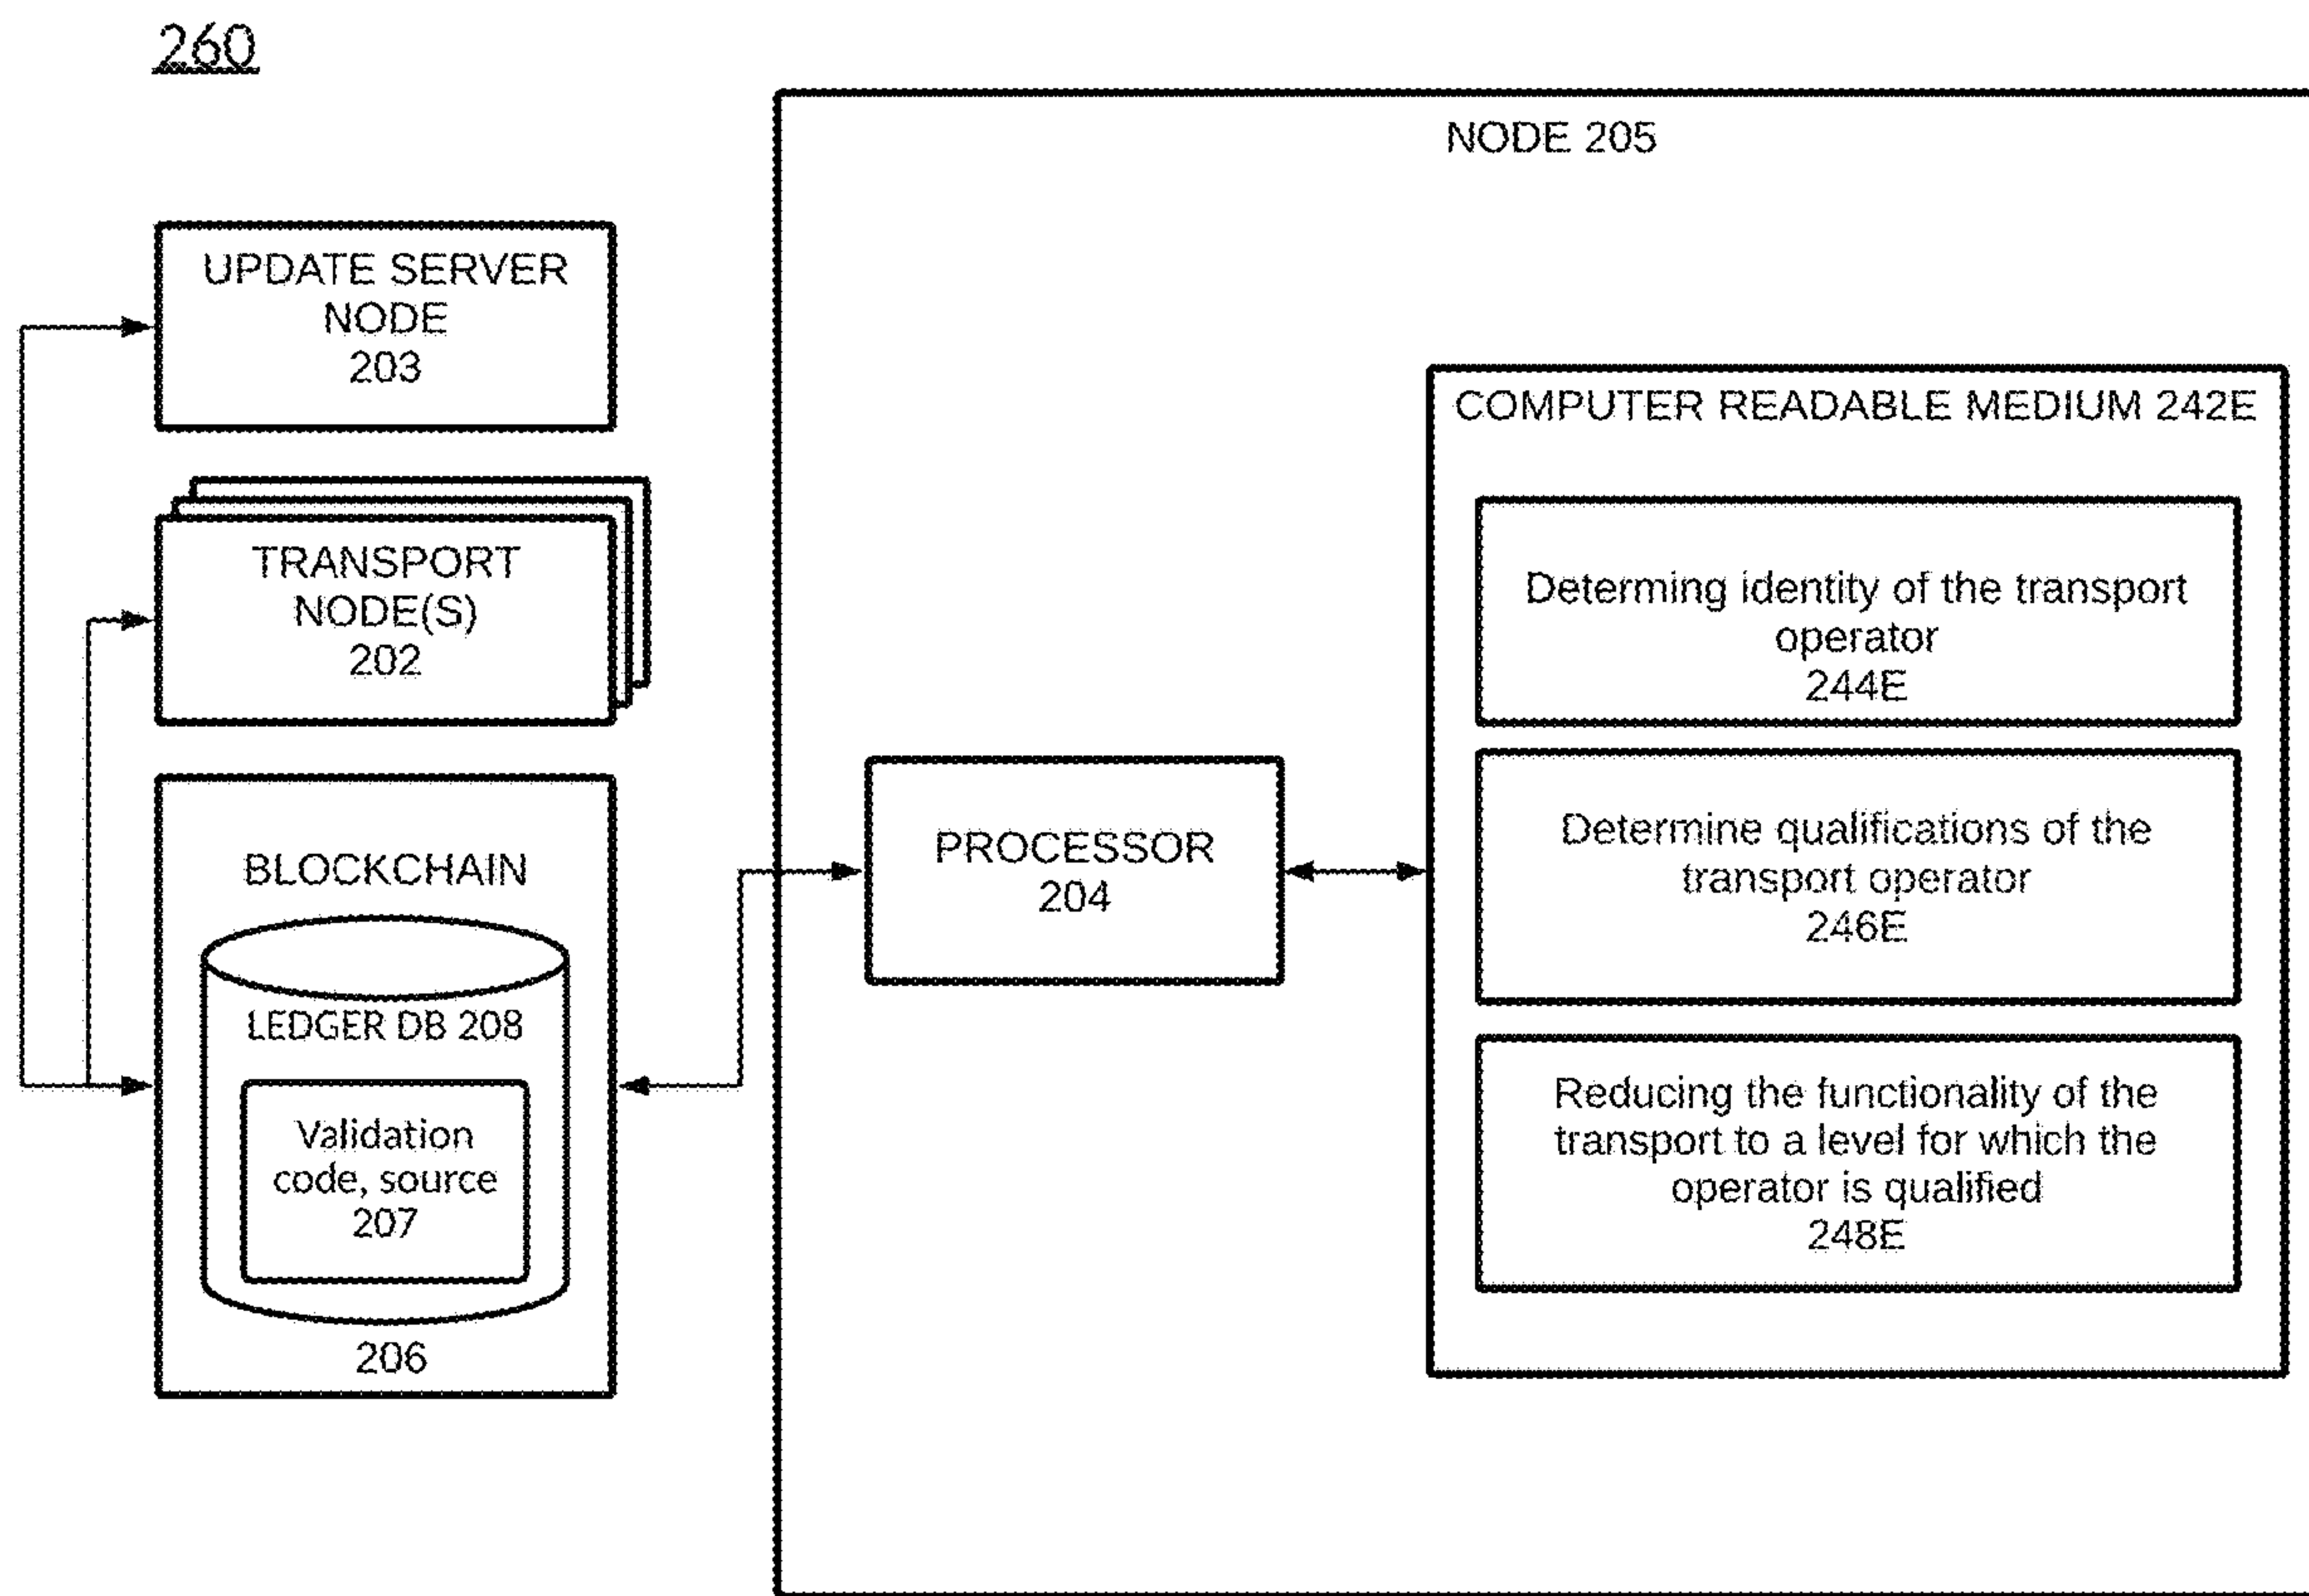 260
NODE 205
UPDATE SERVER
NODE
203
TRANSPORT
NODE(S)
202
BLOCKCHAIN
LEDGER DB 208
Validation
code, source
207
206
PROCESSOR
204
COMPUTER READABLE MEDIUM 242E
Determing identity of the transport
operator
244E
Determine qualifications of the
transport operator
246E
Reducing the functionality of the
transport to a level for which the
operator is qualified
248E